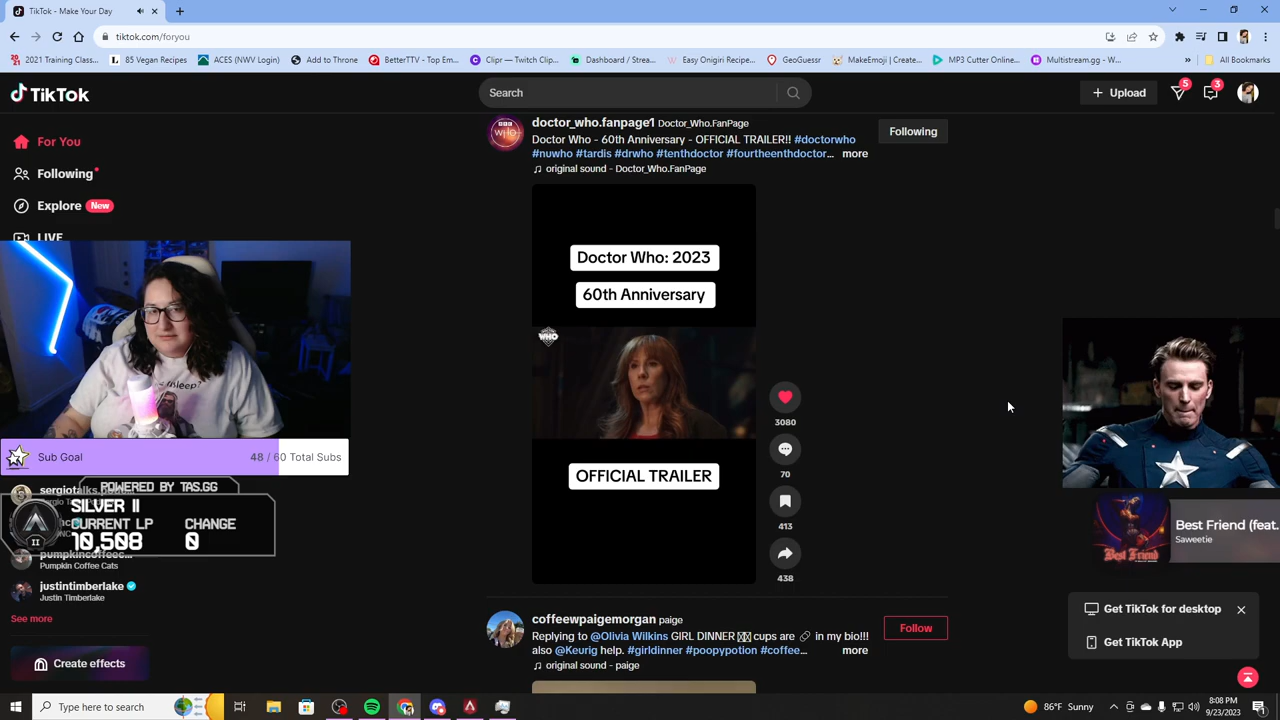 TikTok - Make Your Day
tiktok.com/foryou
2021 Training Class...
85 Vegan Recipes
ACES (NWV Login)
Add to Throne
BetterTTV - Top Em...
Clipr — Twitch Clip...
Dashboard / Strea...
Easy Onigiri Recipe...
GeoGuessr
MakeEmoji | Create...
MP3 Cutter Online...
Multistream.gg - W...
»
All Bookmarks
TikTok
Search
Upload
5
3
For You
Following
Explore New
LIVE
doctor_who.fanpage1 Doctor_Who.FanPage
Doctor Who - 60th Anniversary - OFFICIAL TRAILER!! #doctorwho
#nuwho #tardis #drwho #tenthdoctor #fourtheenthdoctor... more
original sound - Doctor_Who.FanPage
Following
Doctor Who: 2023
60th Anniversary
WHO
OFFICIAL TRAILER
3080
70
413
438
Sub Goal 48 / 60 Total Subs
POWERED BY TAS.GG
SILVER II
CURRENT LP CHANGE
10,508 0
II
Pumpkin Coffee Cats
justintimberlake
Justin Timberlake
See more
Create effects
coffeewpaigemorgan paige
Replying to @Olivia Wilkins GIRL DINNER cups are in my bio!!!
also @Keurig help. #girldinner #poopypotion #coffee... more
original sound - paige
Follow
Best Friend (feat.
Saweetie
Get TikTok for desktop
Get TikTok App
Type here to search
86°F Sunny
8:08 PM
9/23/2023
1